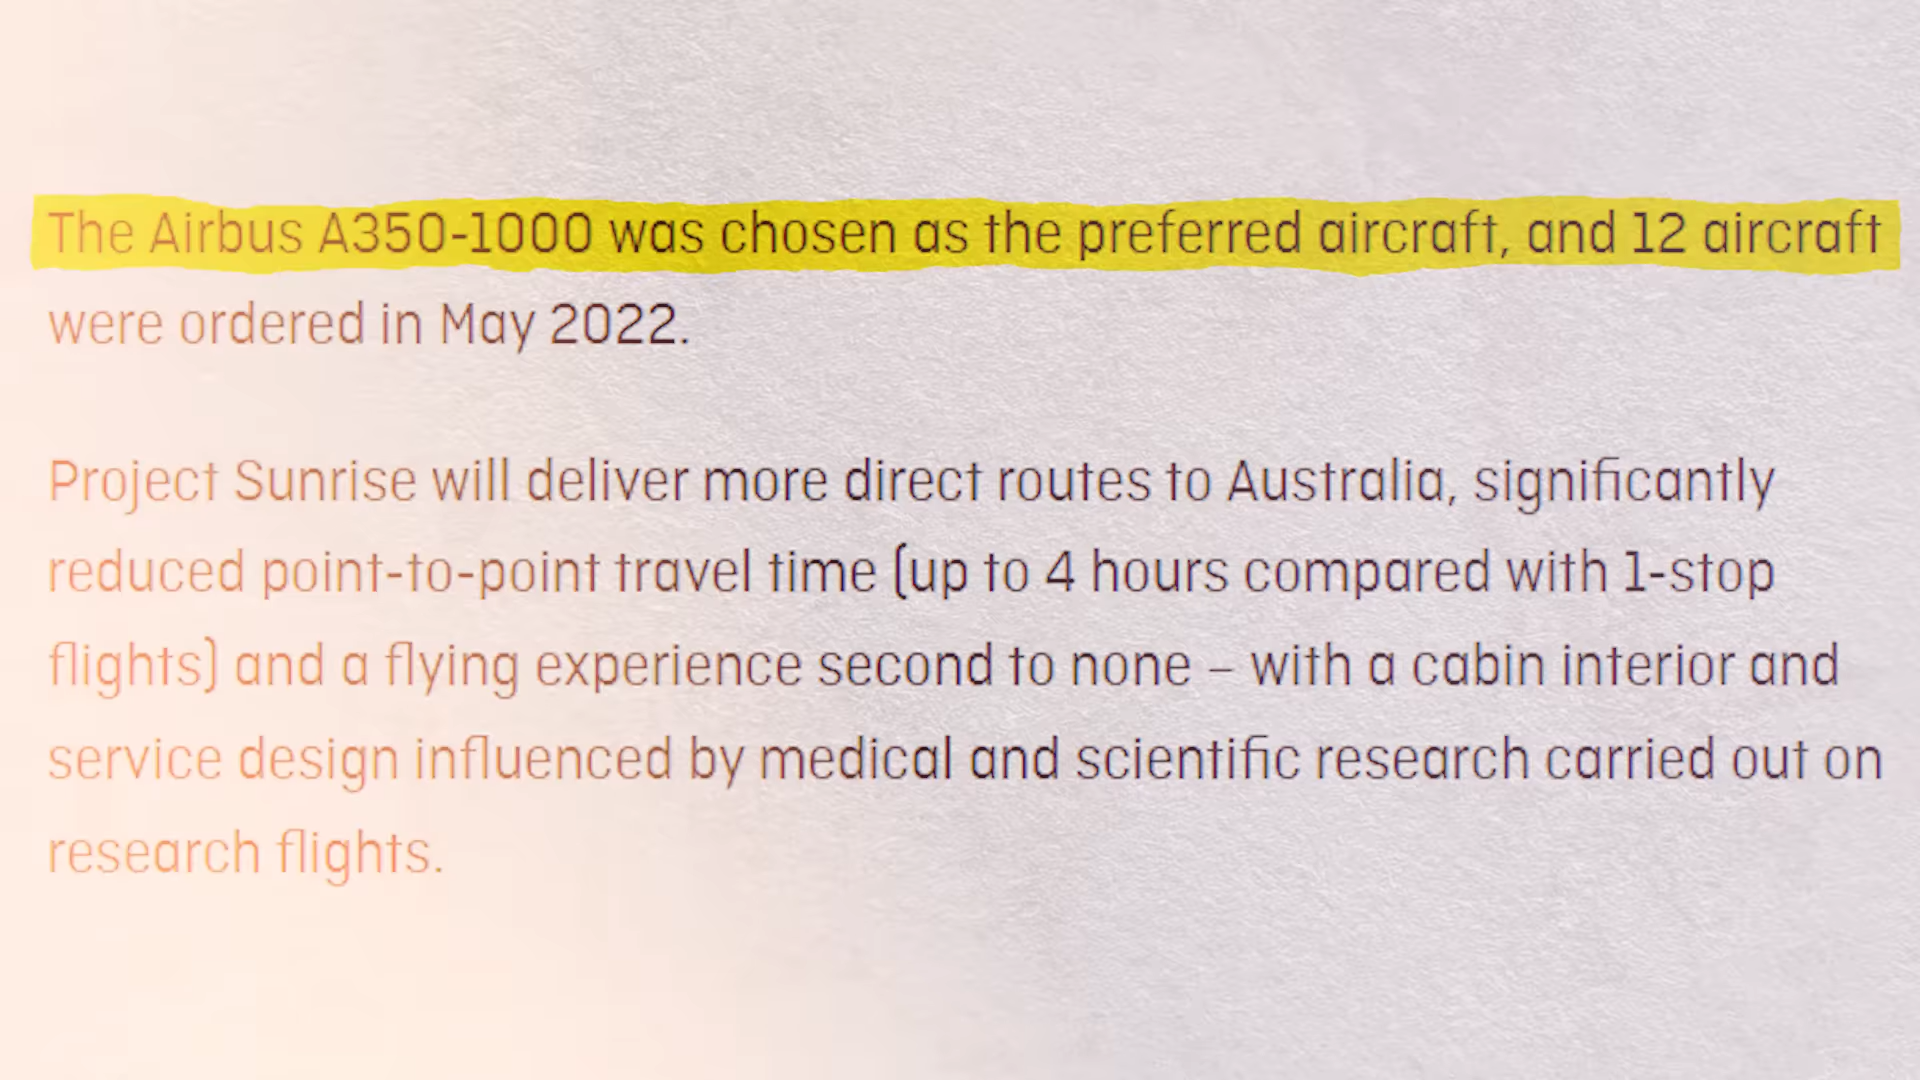 The Airbus A350-1000 was chosen as the preferred aircraft, and 12 aircraft
were ordered in May 2022.
Project Sunrise will deliver more direct routes to Australia, significantly
reduced point-to-point travel time (up to 4 hours compared with 1-stop
flights) and a flying experience second to none – with a cabin interior and
service design influenced by medical and scientific research carried out on
research flights.